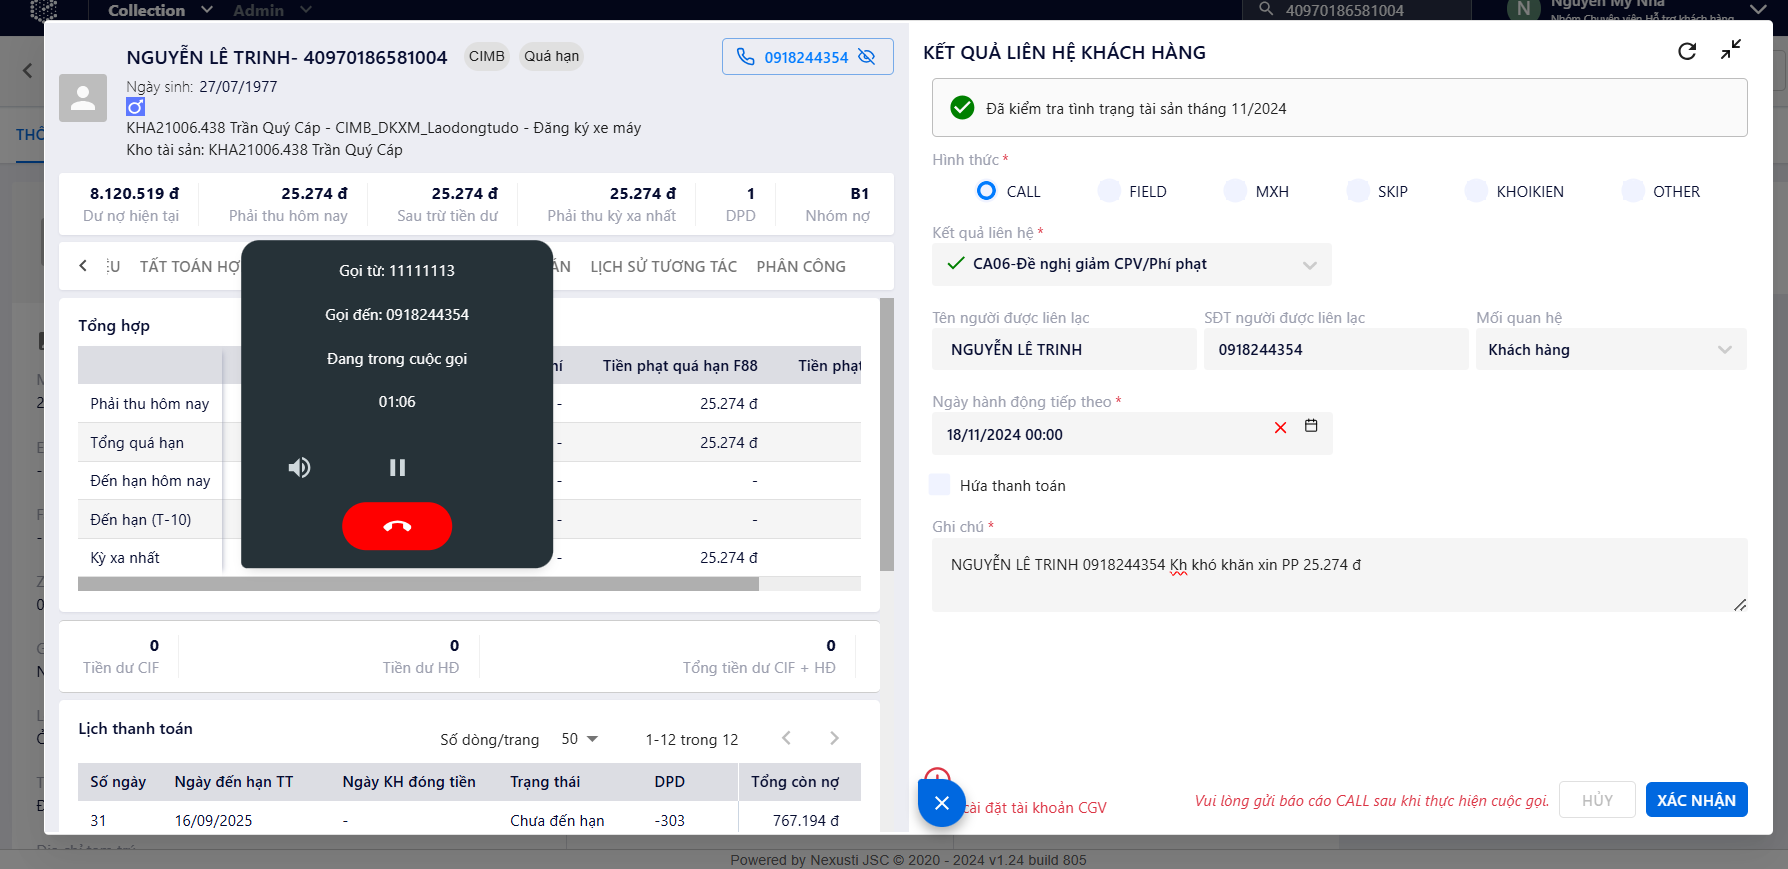 Collection
Admin
40970186581004
N
Nguyễn Mỹ Nhã
Nhóm Chuyên viên Hỗ trợ khách hàng
NGUYỄN LÊ TRINH- 40970186581004
CIMB
Quá hạn
0918244354
Ngày sinh: 27/07/1977
KHA21006.438 Trần Quý Cáp - CIMB_DKXM_Laodongtudo - Đăng ký xe máy
Kho tài sản: KHA21006.438 Trần Quý Cáp
8.120.519 đ
Dư nợ hiện tại
25.274 đ
Phải thu hôm nay
25.274 đ
Sau trừ tiền dư
25.274 đ
Phải thu kỳ xa nhất
1
DPD
B1
Nhóm nợ
TẤT TOÁN HỢ
LỊCH SỬ TƯƠNG TÁC
PHÂN CÔNG
Gọi từ: 11111113
Gọi đến: 0918244354
Đang trong cuộc gọi
01:06
Tổng hợp
Tiền phạt quá hạn F88
Tiền phạt
Phải thu hôm nay - 25.274 đ
Tổng quá hạn - 25.274 đ
Đến hạn hôm nay - -
Đến hạn (T-10) - -
Kỳ xa nhất - 25.274 đ
0
Tiền dư CIF
0
Tiền dư HĐ
0
Tổng tiền dư CIF + HĐ
Lịch thanh toán
Số dòng/trang 50 1-12 trong 12
Số ngày Ngày đến hạn TT Ngày KH đóng tiền Trạng thái DPD Tổng còn nợ
31 16/09/2025 - Chưa đến hạn -303 767.194 đ
KẾT QUẢ LIÊN HỆ KHÁCH HÀNG
Đã kiểm tra tình trạng tài sản tháng 11/2024
Hình thức *
CALL FIELD MXH SKIP KHOIKIEN OTHER
Kết quả liên hệ *
CA06-Đề nghị giảm CPV/Phí phạt
Tên người được liên lạc
NGUYỄN LÊ TRINH
SĐT người được liên lạc
0918244354
Mối quan hệ
Khách hàng
Ngày hành động tiếp theo *
18/11/2024 00:00
Hứa thanh toán
Ghi chú *
NGUYỄN LÊ TRINH 0918244354 Kh khó khăn xin PP 25.274 đ
cài đặt tài khoản CGV
Vui lòng gửi báo cáo CALL sau khi thực hiện cuộc gọi.
HỦY
XÁC NHẬN
Powered by Nexusti JSC © 2020 - 2024 v1.24 build 805